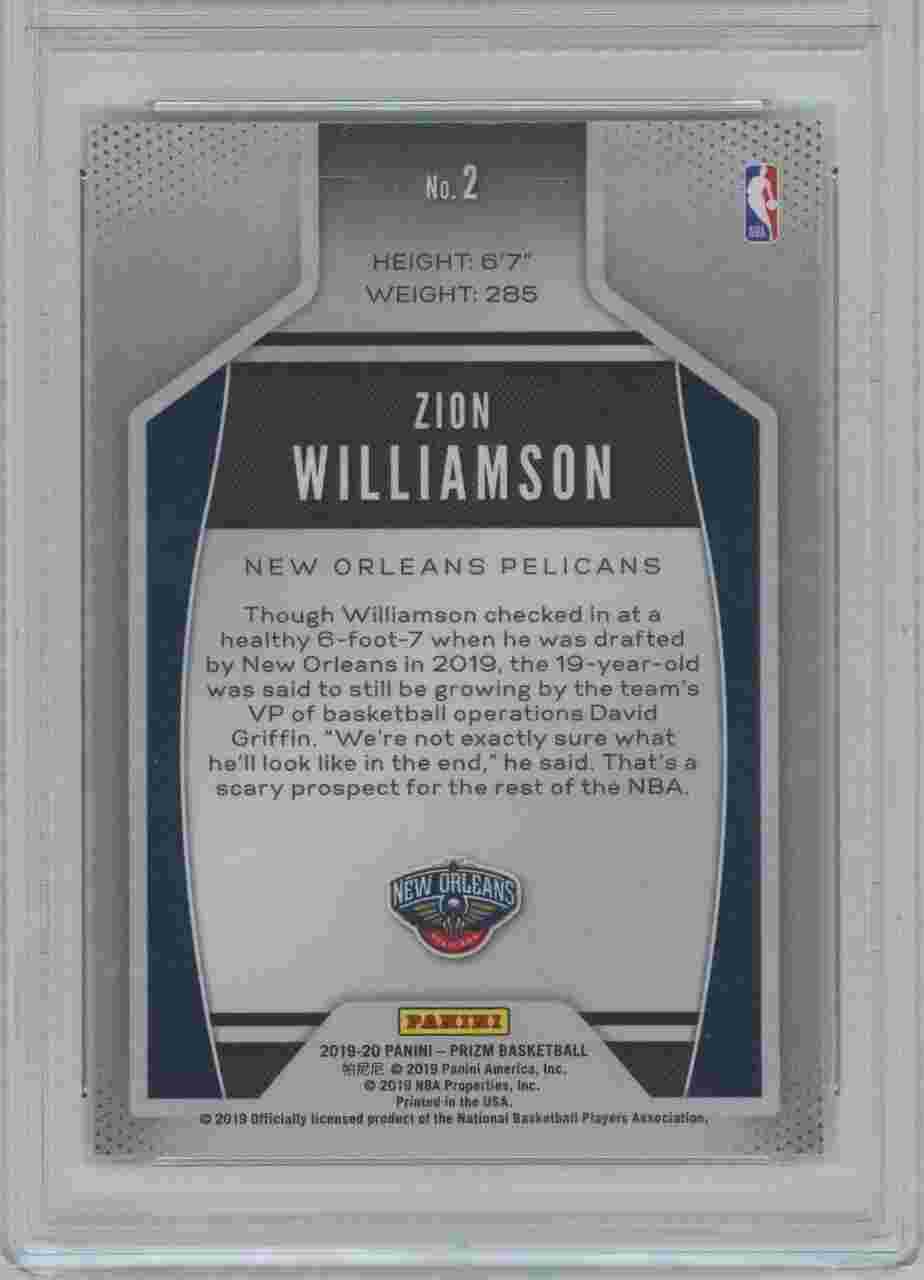 No. 2
NBA
HEIGHT: 6'7"
WEIGHT: 285
ZION
WILLIAMSON
NEW ORLEANS PELICANS
Though Williamson checked in at a
healthy 6-foot-7 when he was drafted
by New Orleans in 2019, the 19-year-old
was said to still be growing by the team's
VP of basketball operations David
Griffin. "We're not exactly sure what
he'll look like in the end," he said. That's a
scary prospect for the rest of the NBA.
NEW ORLEANS
PELICANS
PANINI
2019-20 PANINI – PRIZM BASKETBALL
帕尼尼 © 2019 Panini America, Inc.
© 2019 NBA Properties, Inc.
Printed in the USA.
© 2019 Officially licensed product of the National Basketball Players Association.